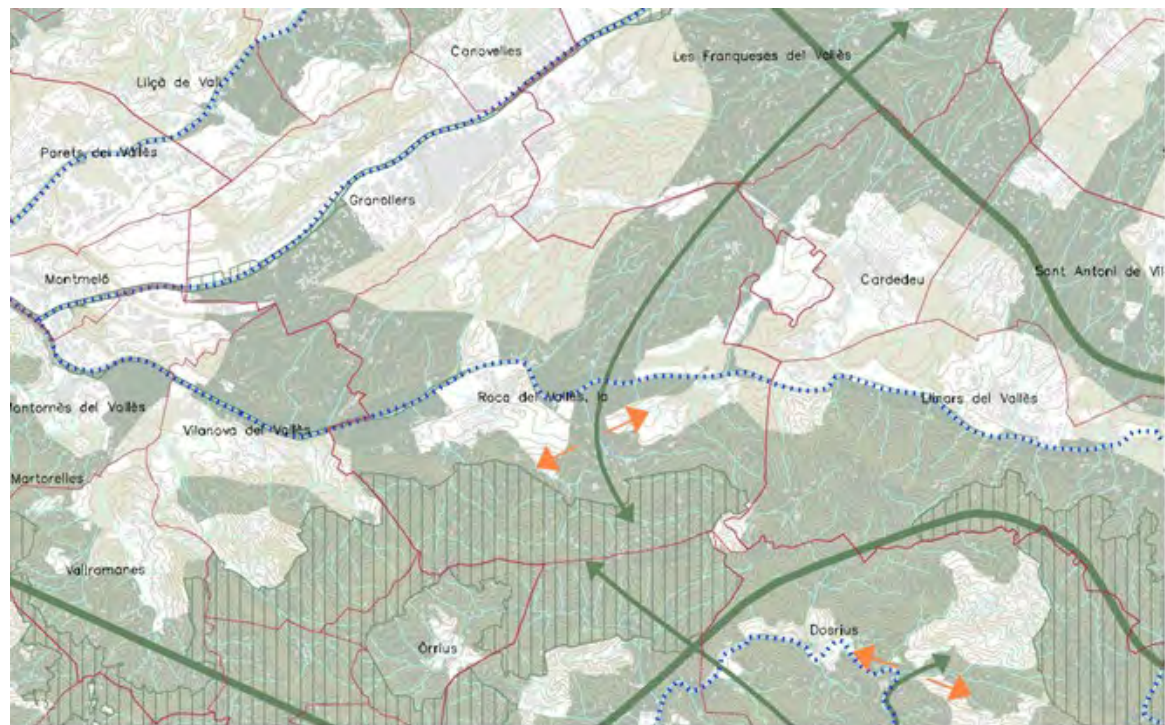 Canovelles
Les Franqueses del Vallès
Lliçà de Vall
Parets del Vallès
Granollers
Montmeló
Cardedeu
Sant Antoni de Vil
Roca del Vallès, la
Llinars del Vallès
Montornès del Vallès
Vilanova del Vallès
Martorelles
Vallromanes
Òrrius
Dosrius